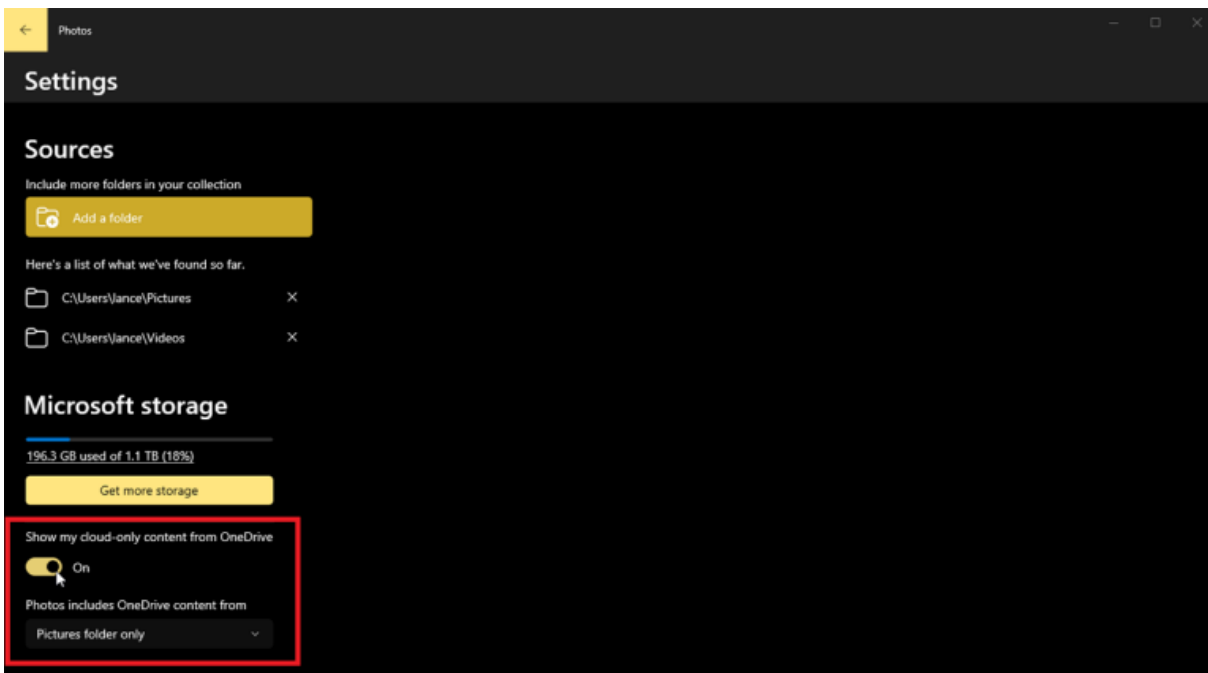 Photos
Settings
Sources
Include more folders in your collection
Add a folder
Here's a list of what we've found so far.
C:\Users\lance\Pictures
C:\Users\lance\Videos
Microsoft storage
196.3 GB used of 1.1 TB (18%)
Get more storage
Show my cloud-only content from OneDrive
On
Photos includes OneDrive content from
Pictures folder only